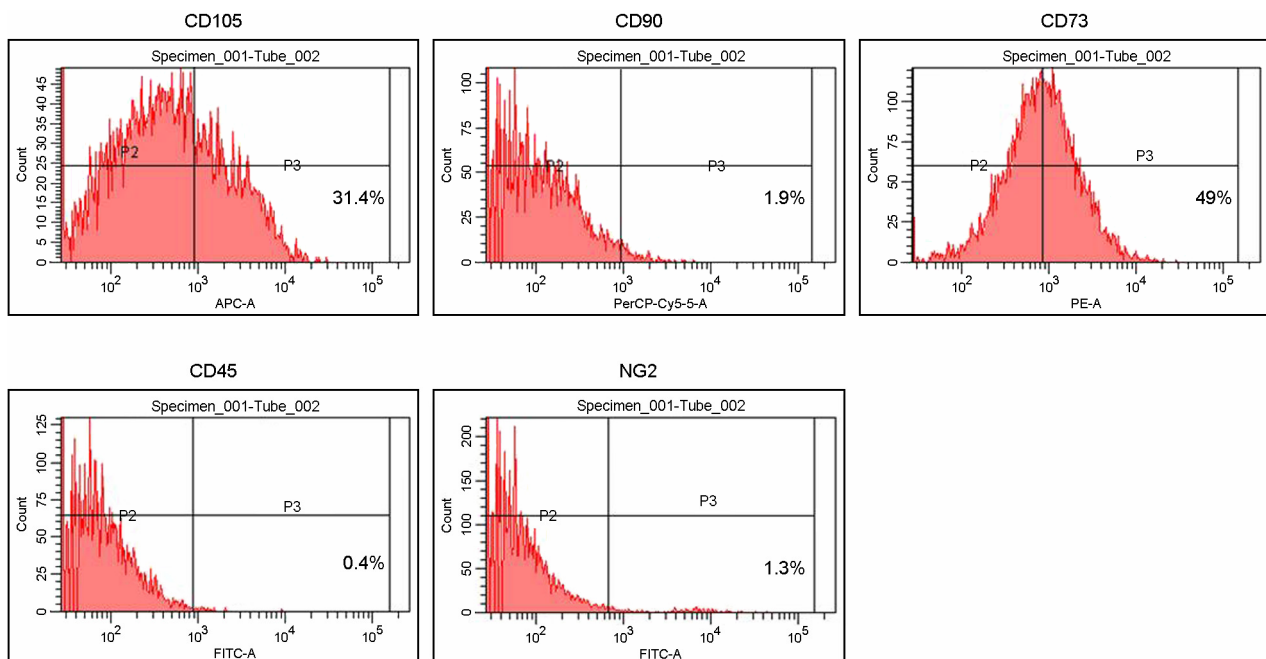 CD105
CD90
CD73
Specimen_001-Tube_002
Specimen_001-Tube_002
Specimen_001-Tube_002
Count
0 5 10 15 20 25 30 35 40 45
P2
P3
31.4%
10² 10³ 10⁴ 10⁵
APC-A
Count
0 25 50 75 100
P2
P3
1.9%
10² 10³ 10⁴ 10⁵
PerCP-Cy5-5-A
Count
0 25 50 75 100
P2
P3
49%
10² 10³ 10⁴ 10⁵
PE-A
CD45
NG2
Specimen_001-Tube_002
Specimen_001-Tube_002
Count
0 25 50 75 100 125
P2
P3
0.4%
10² 10³ 10⁴ 10⁵
FITC-A
Count
0 50 100 150 200
P2
P3
1.3%
10² 10³ 10⁴ 10⁵
FITC-A